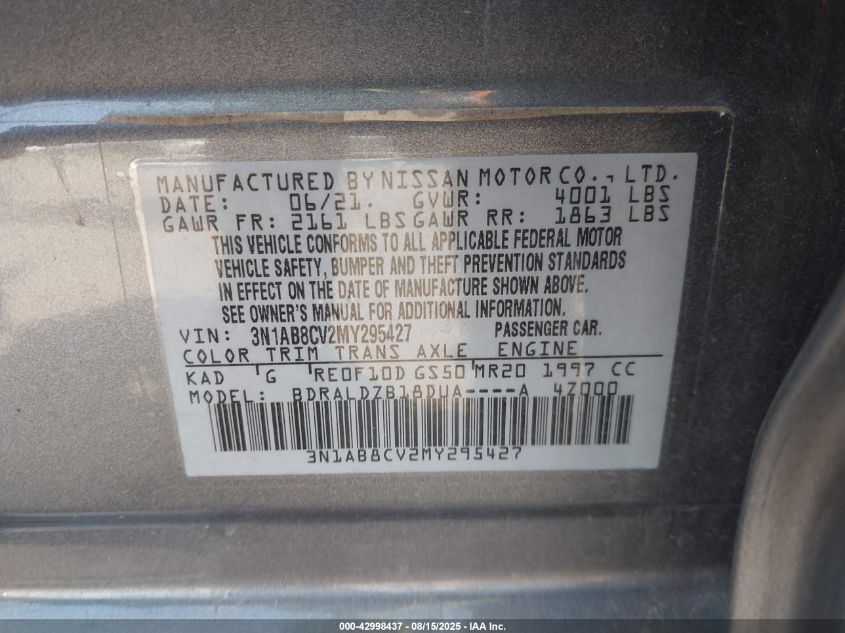 MANUFACTURED BY NISSAN MOTOR CO., LTD.
DATE: 06/21. GVWR: 4001 LBS
GAWR FR: 2161 LBS GAWR RR: 1863 LBS
THIS VEHICLE CONFORMS TO ALL APPLICABLE FEDERAL MOTOR
VEHICLE SAFETY, BUMPER AND THEFT PREVENTION STANDARDS
IN EFFECT ON THE DATE OF MANUFACTURE SHOWN ABOVE.
SEE OWNER'S MANUAL FOR ADDITIONAL INFORMATION.
VIN: 3N1AB8CV2MY295427 PASSENGER CAR.
COLOR TRIM TRANS AXLE ENGINE
KAD G RE0F10D GS50 MR20 1997 CC
MODEL: BDRALDZB18DUA----A 4Z000
3N1AB8CV2MY295427
000-42998437 - 08/15/2025 - IAA Inc.